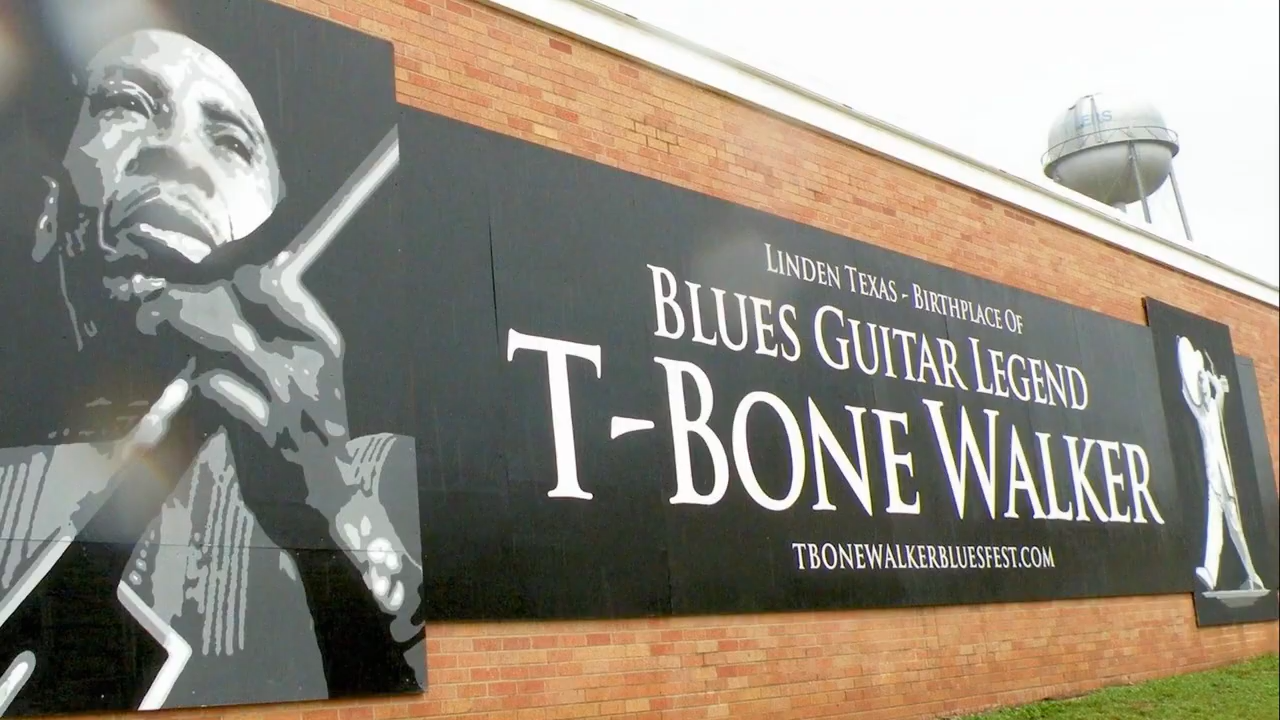 LINDEN TEXAS - BIRTHPLACE OF
BLUES GUITAR LEGEND
T-BONE WALKER
TBONEWALKERBLUESFEST.COM